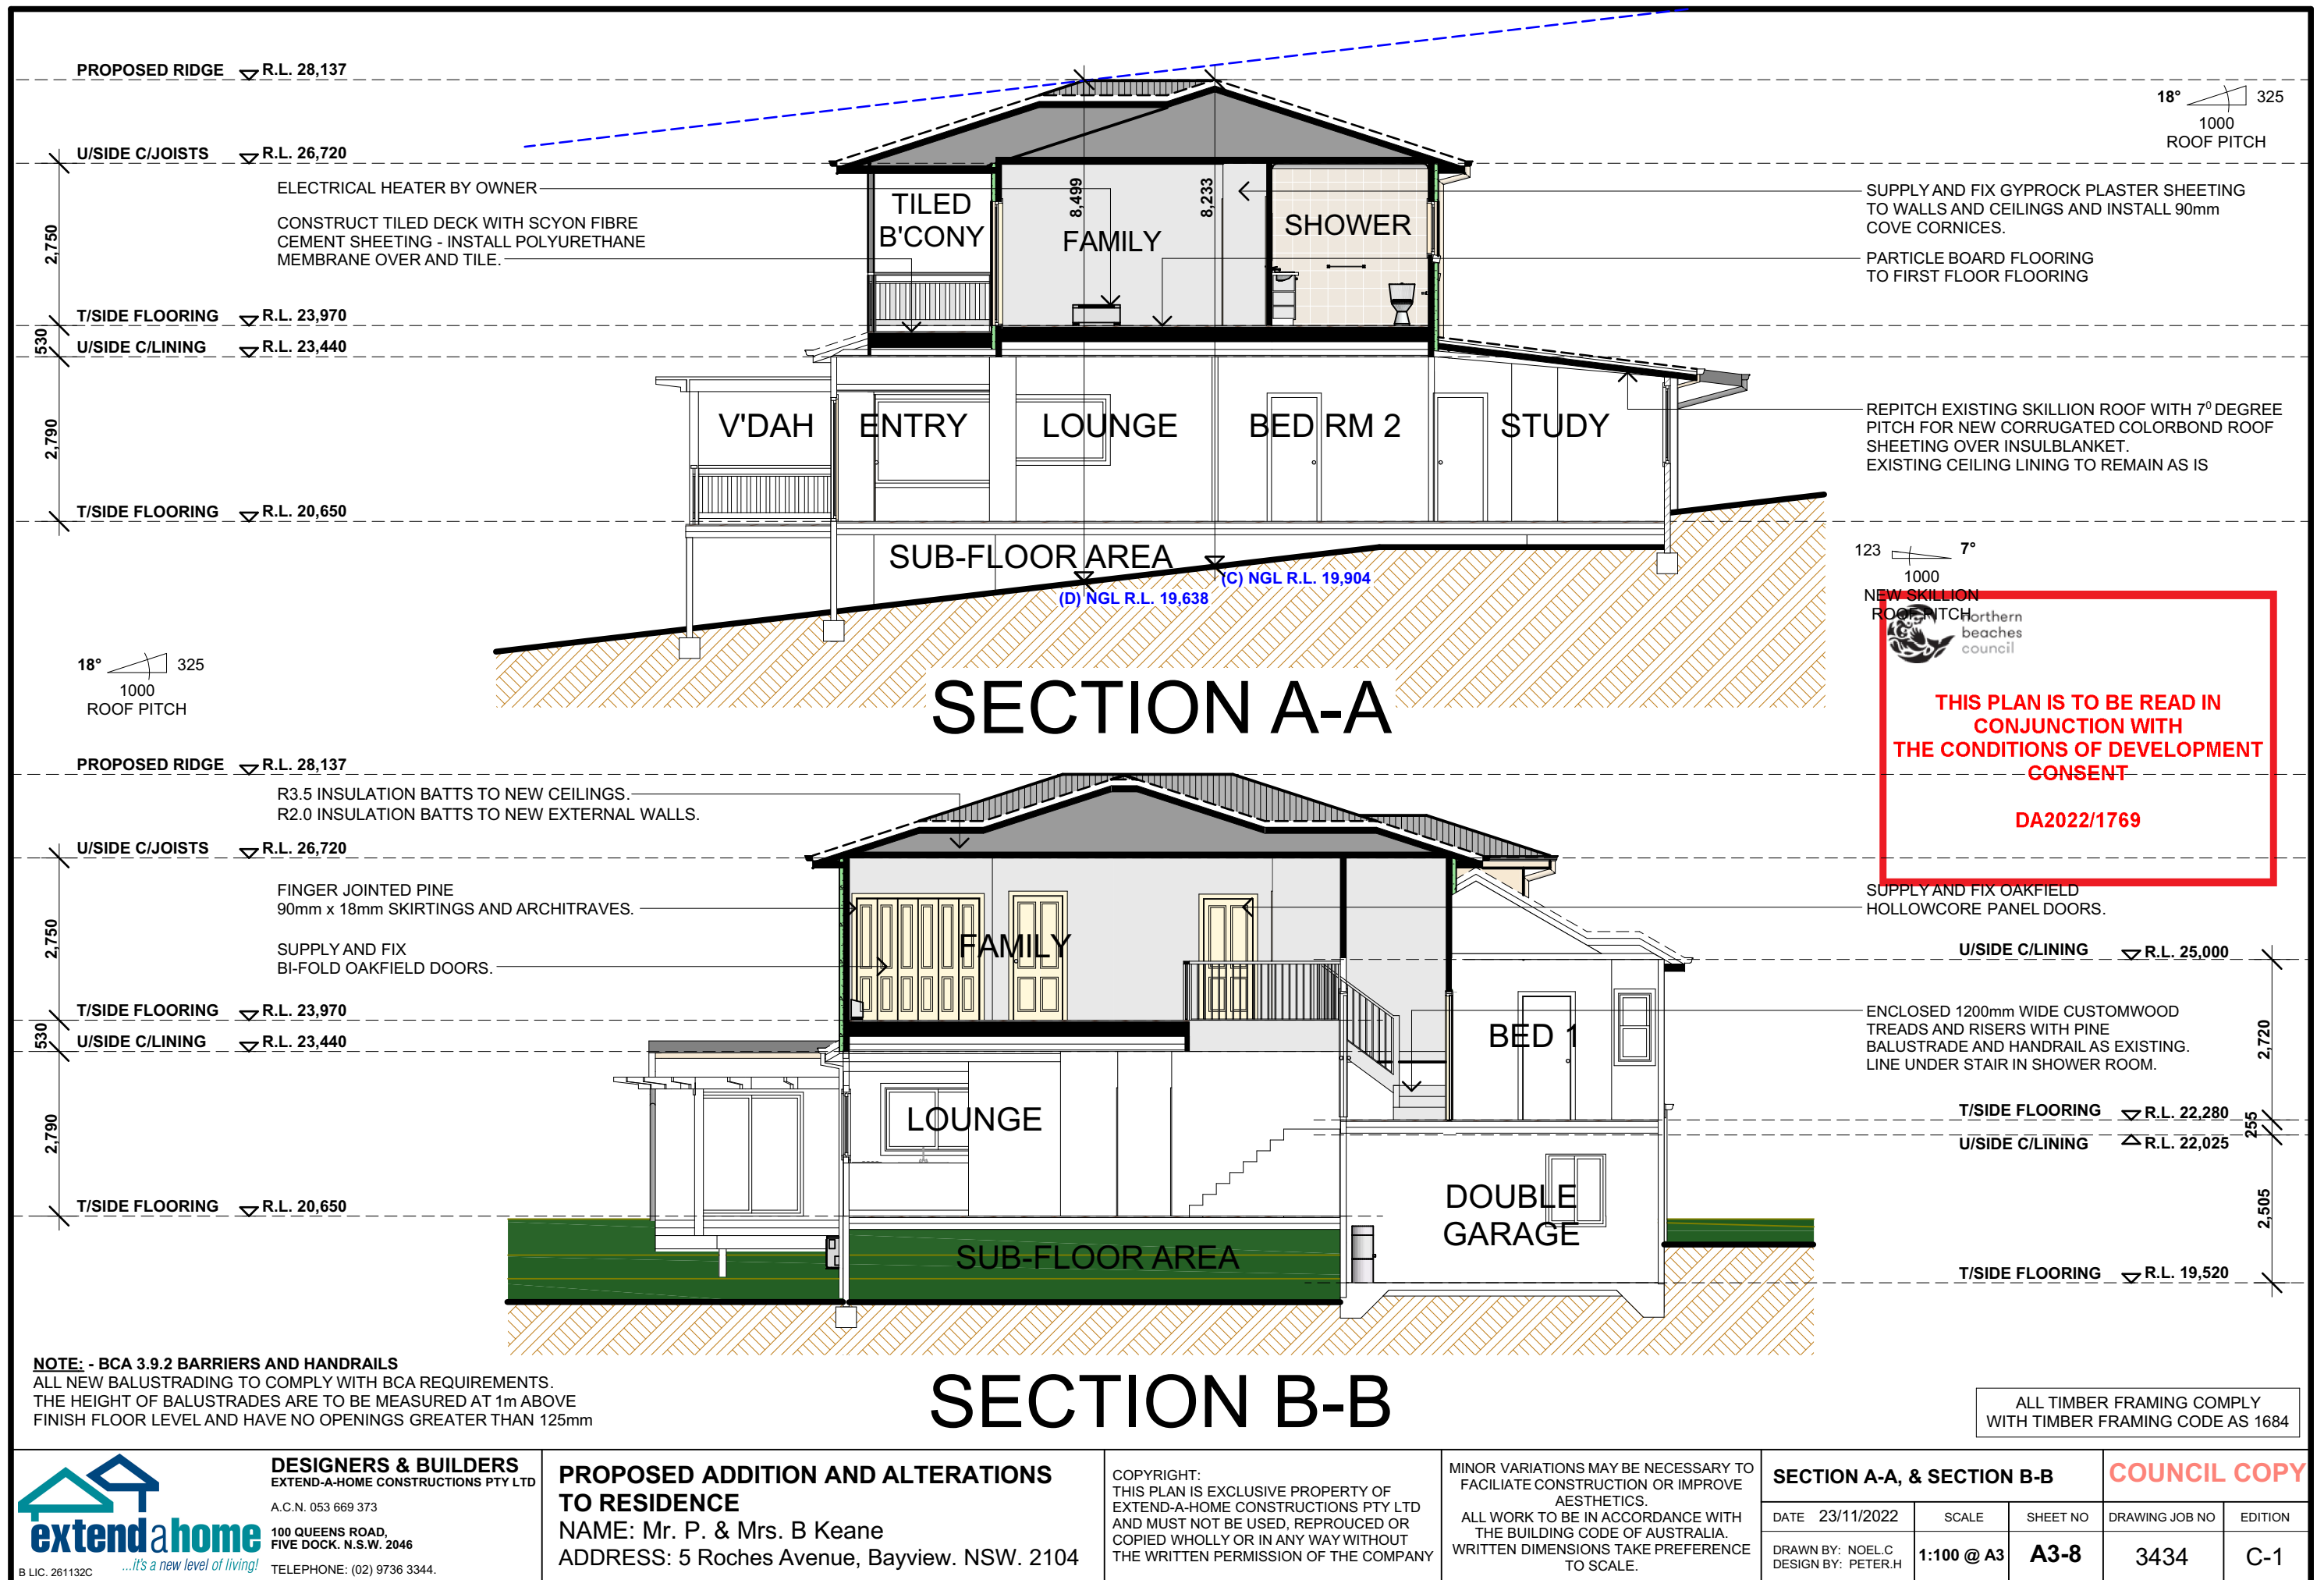 PROPOSED RIDGE R.L. 28,137
18° 325
1000
ROOF PITCH
U/SIDE C/JOISTS R.L. 26,720
ELECTRICAL HEATER BY OWNER
CONSTRUCT TILED DECK WITH SCYON FIBRE
CEMENT SHEETING - INSTALL POLYURETHANE
MEMBRANE OVER AND TILE.
2,750
TILED
B'CONY
FAMILY
8,499
8,233
SHOWER
SUPPLY AND FIX GYPROCK PLASTER SHEETING
TO WALLS AND CEILINGS AND INSTALL 90mm
COVE CORNICES.
PARTICLE BOARD FLOORING
TO FIRST FLOOR FLOORING
T/SIDE FLOORING R.L. 23,970
530
U/SIDE C/LINING R.L. 23,440
2,790
V'DAH
ENTRY
LOUNGE
BED RM 2
STUDY
REPITCH EXISTING SKILLION ROOF WITH 7⁰ DEGREE
PITCH FOR NEW CORRUGATED COLORBOND ROOF
SHEETING OVER INSULBLANKET.
EXISTING CEILING LINING TO REMAIN AS IS
T/SIDE FLOORING R.L. 20,650
SUB-FLOOR AREA
(C) NGL R.L. 19,904
(D) NGL R.L. 19,638
123 7°
1000
NEW SKILLION
ROOF PITCH
northern
beaches
council
THIS PLAN IS TO BE READ IN
CONJUNCTION WITH
THE CONDITIONS OF DEVELOPMENT
CONSENT
DA2022/1769
18° 325
1000
ROOF PITCH
SECTION A-A
PROPOSED RIDGE R.L. 28,137
R3.5 INSULATION BATTS TO NEW CEILINGS.
R2.0 INSULATION BATTS TO NEW EXTERNAL WALLS.
U/SIDE C/JOISTS R.L. 26,720
FINGER JOINTED PINE
90mm x 18mm SKIRTINGS AND ARCHITRAVES.
SUPPLY AND FIX
BI-FOLD OAKFIELD DOORS.
2,750
FAMILY
SUPPLY AND FIX OAKFIELD
HOLLOWCORE PANEL DOORS.
U/SIDE C/LINING R.L. 25,000
T/SIDE FLOORING R.L. 23,970
530
U/SIDE C/LINING R.L. 23,440
BED 1
ENCLOSED 1200mm WIDE CUSTOMWOOD
TREADS AND RISERS WITH PINE
BALUSTRADE AND HANDRAIL AS EXISTING.
LINE UNDER STAIR IN SHOWER ROOM.
2,720
2,790
LOUNGE
T/SIDE FLOORING R.L. 22,280
255
U/SIDE C/LINING R.L. 22,025
T/SIDE FLOORING R.L. 20,650
DOUBLE
GARAGE
2,505
SUB-FLOOR AREA
T/SIDE FLOORING R.L. 19,520
NOTE: - BCA 3.9.2 BARRIERS AND HANDRAILS
ALL NEW BALUSTRADING TO COMPLY WITH BCA REQUIREMENTS.
THE HEIGHT OF BALUSTRADES ARE TO BE MEASURED AT 1m ABOVE
FINISH FLOOR LEVEL AND HAVE NO OPENINGS GREATER THAN 125mm
SECTION B-B
ALL TIMBER FRAMING COMPLY
WITH TIMBER FRAMING CODE AS 1684
extendahome
...it's a new level of living!
B LIC. 261132C
DESIGNERS & BUILDERS
EXTEND-A-HOME CONSTRUCTIONS PTY LTD
A.C.N. 053 669 373
100 QUEENS ROAD,
FIVE DOCK. N.S.W. 2046
TELEPHONE: (02) 9736 3344.
PROPOSED ADDITION AND ALTERATIONS
TO RESIDENCE
NAME: Mr. P. & Mrs. B Keane
ADDRESS: 5 Roches Avenue, Bayview. NSW. 2104
COPYRIGHT:
THIS PLAN IS EXCLUSIVE PROPERTY OF
EXTEND-A-HOME CONSTRUCTIONS PTY LTD
AND MUST NOT BE USED, REPROUCED OR
COPIED WHOLLY OR IN ANY WAY WITHOUT
THE WRITTEN PERMISSION OF THE COMPANY
MINOR VARIATIONS MAY BE NECESSARY TO
FACILIATE CONSTRUCTION OR IMPROVE
AESTHETICS.
ALL WORK TO BE IN ACCORDANCE WITH
THE BUILDING CODE OF AUSTRALIA.
WRITTEN DIMENSIONS TAKE PREFERENCE
TO SCALE.
SECTION A-A, & SECTION B-B
COUNCIL COPY
DATE 23/11/2022
SCALE
SHEET NO
DRAWING JOB NO
EDITION
DRAWN BY: NOEL.C
DESIGN BY: PETER.H
1:100 @ A3
A3-8
3434
C-1